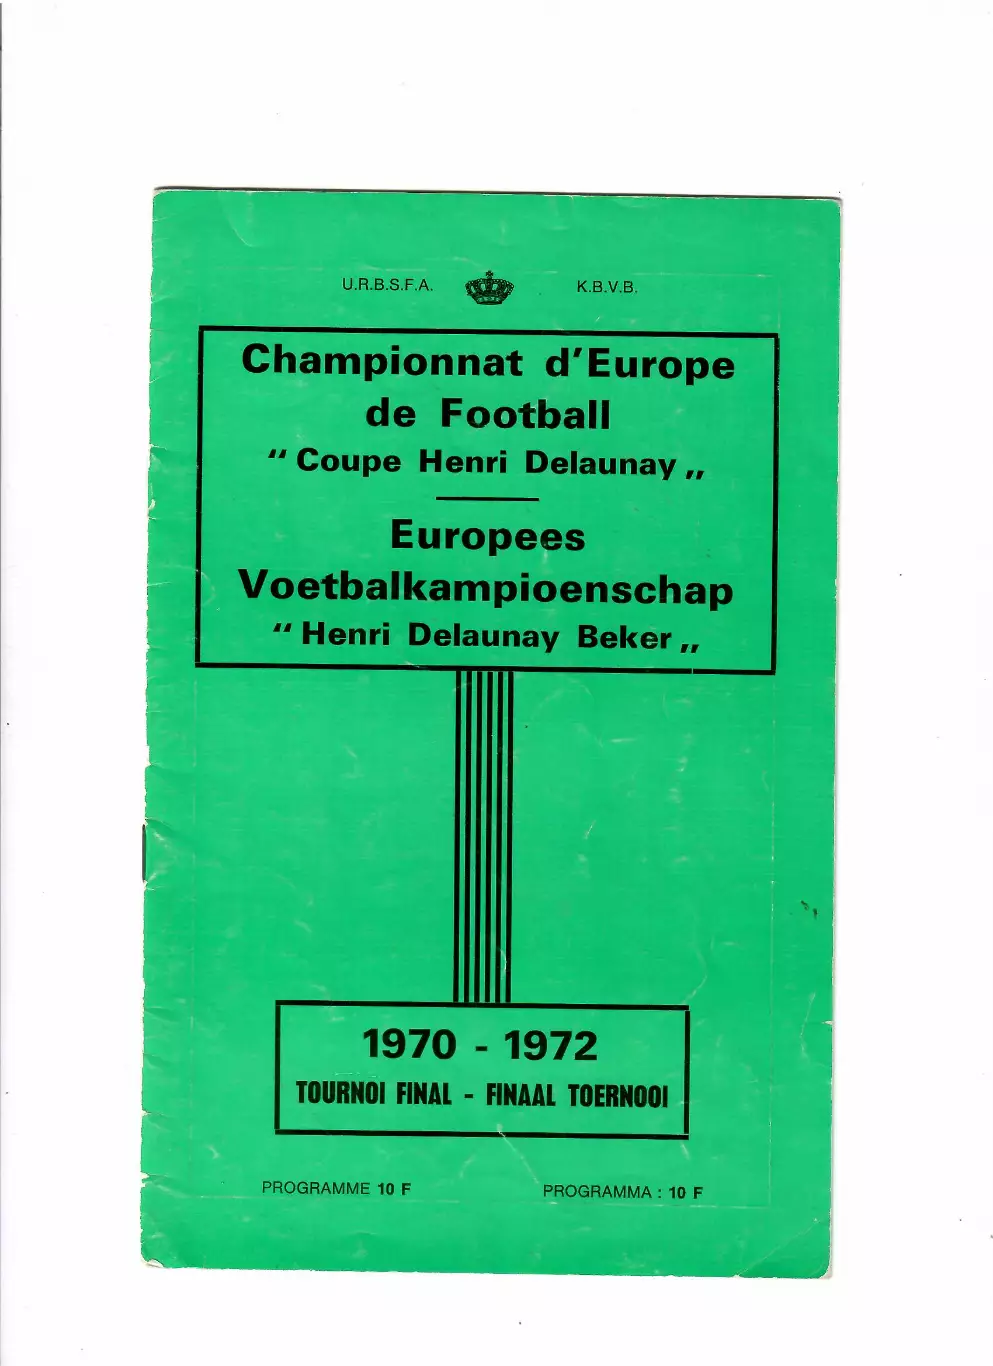 U.R.B.S.F.A. K.B.V.B.
Championnat d'Europe
de Football
" Coupe Henri Delaunay „
Europees
Voetbalkampioenschap
" Henri Delaunay Beker „
1970 - 1972
TOURNOI FINAL - FINAAL TOERNOOI
PROGRAMME 10 F PROGRAMMA : 10 F